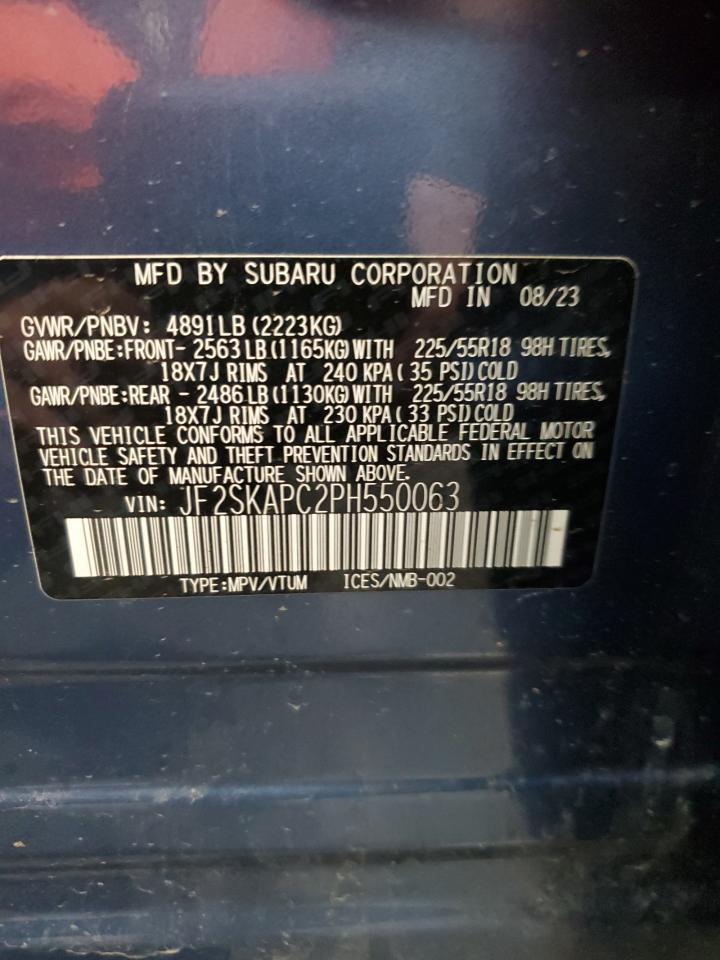 MFD BY SUBARU CORPORATION
MFD IN 08/23
GVWR/PNBV: 4891LB(2223KG)
GAWR/PNBE:FRONT- 2563LB(1165KG)WITH 225/55R18 98H TIRES,
18X7J RIMS AT 240 KPA(35 PSI)COLD
GAWR/PNBE:REAR - 2486LB(1130KG)WITH 225/55R18 98H TIRES,
18X7J RIMS AT 230 KPA(33 PSI)COLD
THIS VEHICLE CONFORMS TO ALL APPLICABLE FEDERAL MOTOR
VEHICLE SAFETY AND THEFT PREVENTION STANDARDS IN EFFECT ON
THE DATE OF MANUFACTURE SHOWN ABOVE.
VIN: JF2SKAPC2PH550063
TYPE:MPV/VTUM ICES/NMB-002